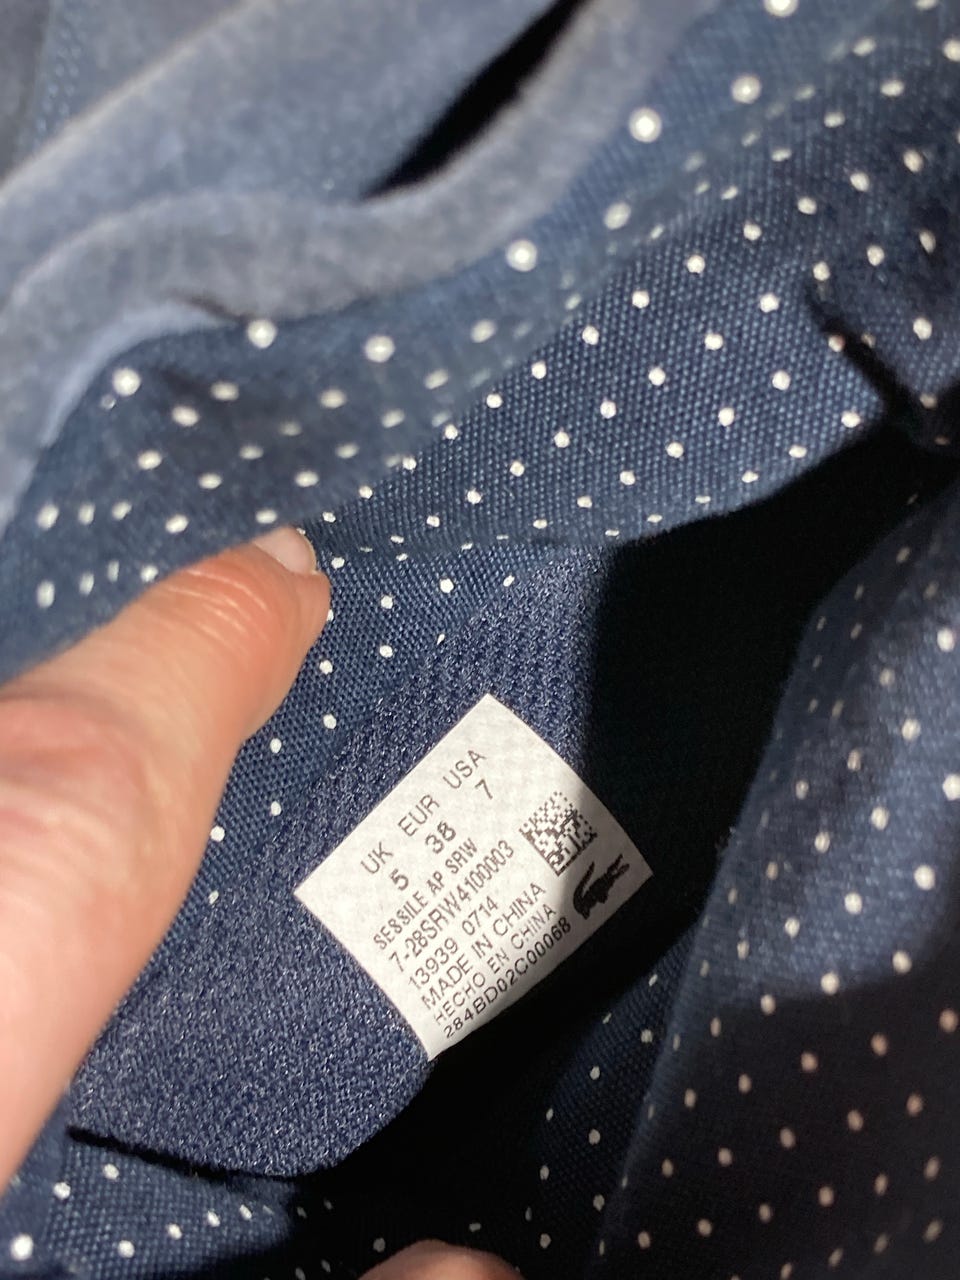 UK EUR USA
5 38 7
SESSILE AP SRW
7-28SRW4100003
13939 0714
MADE IN CHINA
HECHO EN CHINA
284BD02C00068